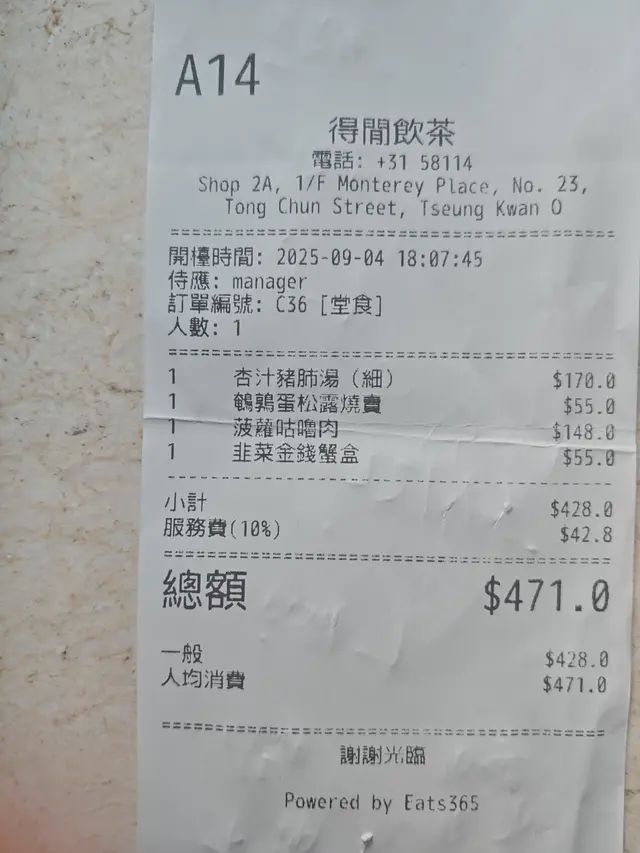 A14
得閒飲茶
電話: +31 58114
Shop 2A, 1/F Monterey Place, No. 23,
Tong Chun Street, Tseung Kwan O
開檯時間: 2025-09-04 18:07:45
侍應: manager
訂單編號: C36 [堂食]
人數: 1
1 杏汁豬肺湯（細） $170.0
1 鵪鶉蛋松露燒賣 $55.0
1 菠蘿咕嚕肉 $148.0
1 韭菜金錢蟹盒 $55.0
小計 $428.0
服務費(10%) $42.8
總額 $471.0
一般 $428.0
人均消費 $471.0
謝謝光臨
Powered by Eats365